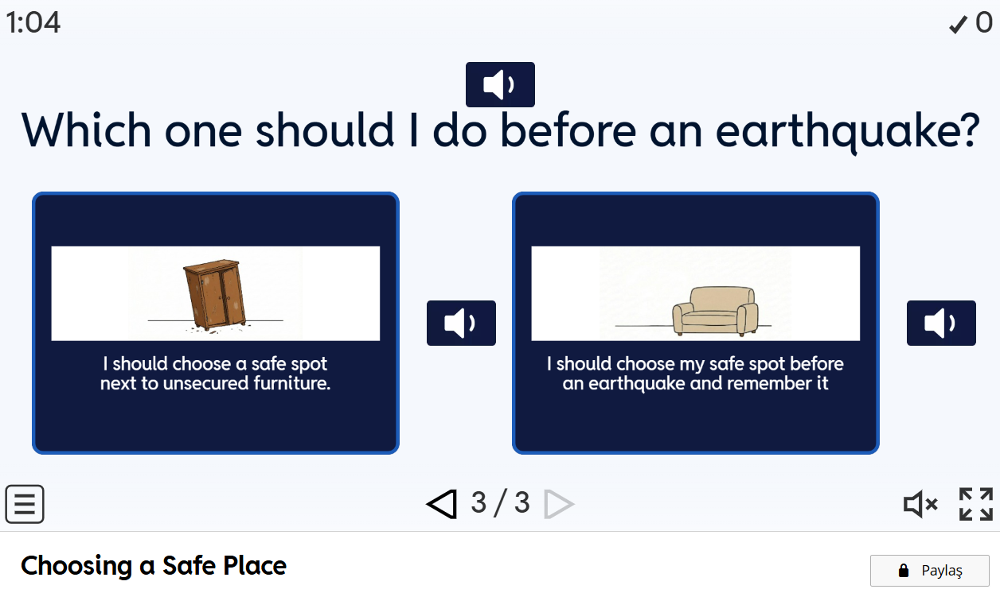 1:04
✓ 0
Which one should I do before an earthquake?
I should choose a safe spot
next to unsecured furniture.
I should choose my safe spot before
an earthquake and remember it
3 / 3
Choosing a Safe Place
Paylaş